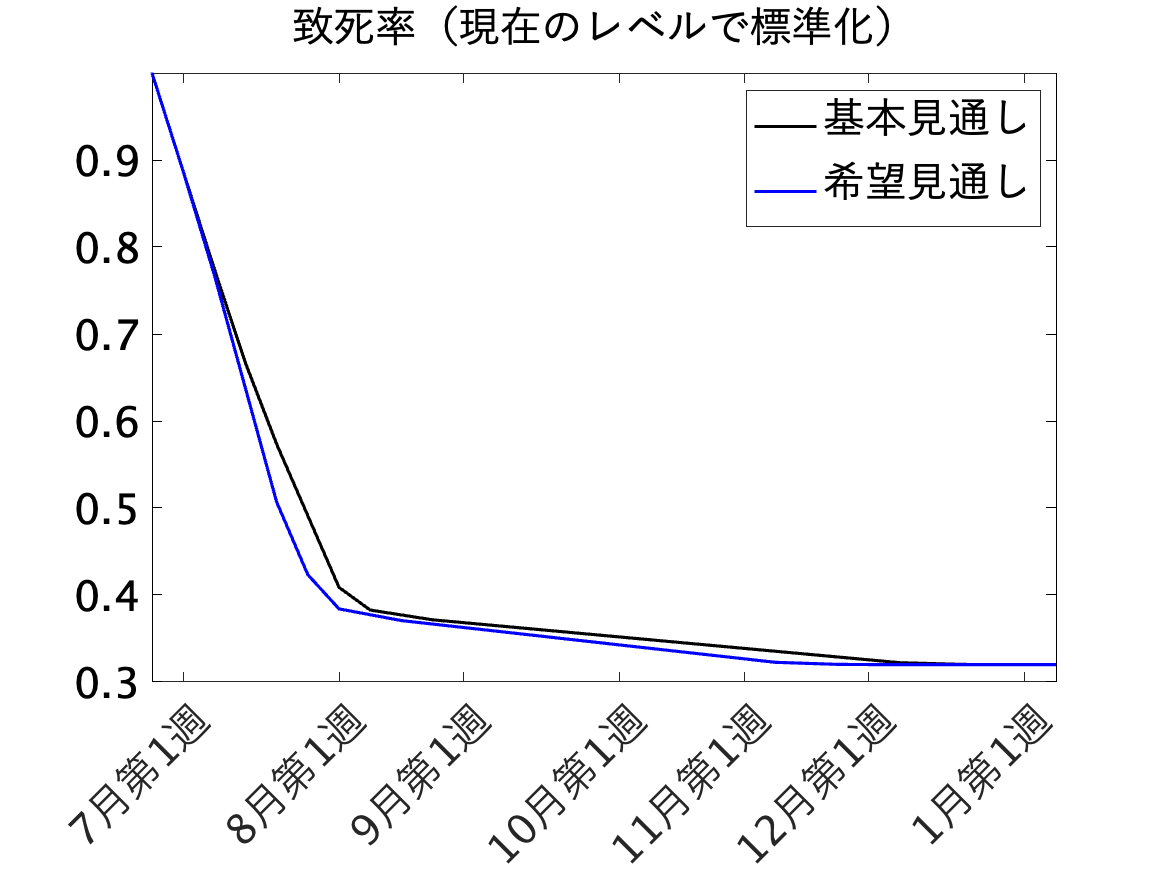 致死率（現在のレベルで標準化）
基本見通し
希望見通し
0.9
0.8
0.7
0.6
0.5
0.4
0.3
7月第1週
8月第1週
9月第1週
10月第1週
11月第1週
12月第1週
1月第1週